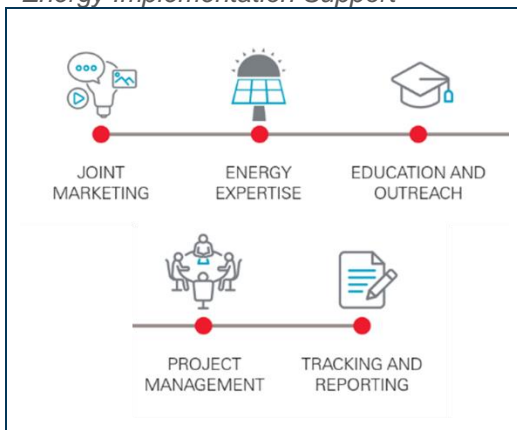 Energy Implementation Support
JOINT
MARKETING
ENERGY
EXPERTISE
EDUCATION AND
OUTREACH
PROJECT
MANAGEMENT
TRACKING AND
REPORTING